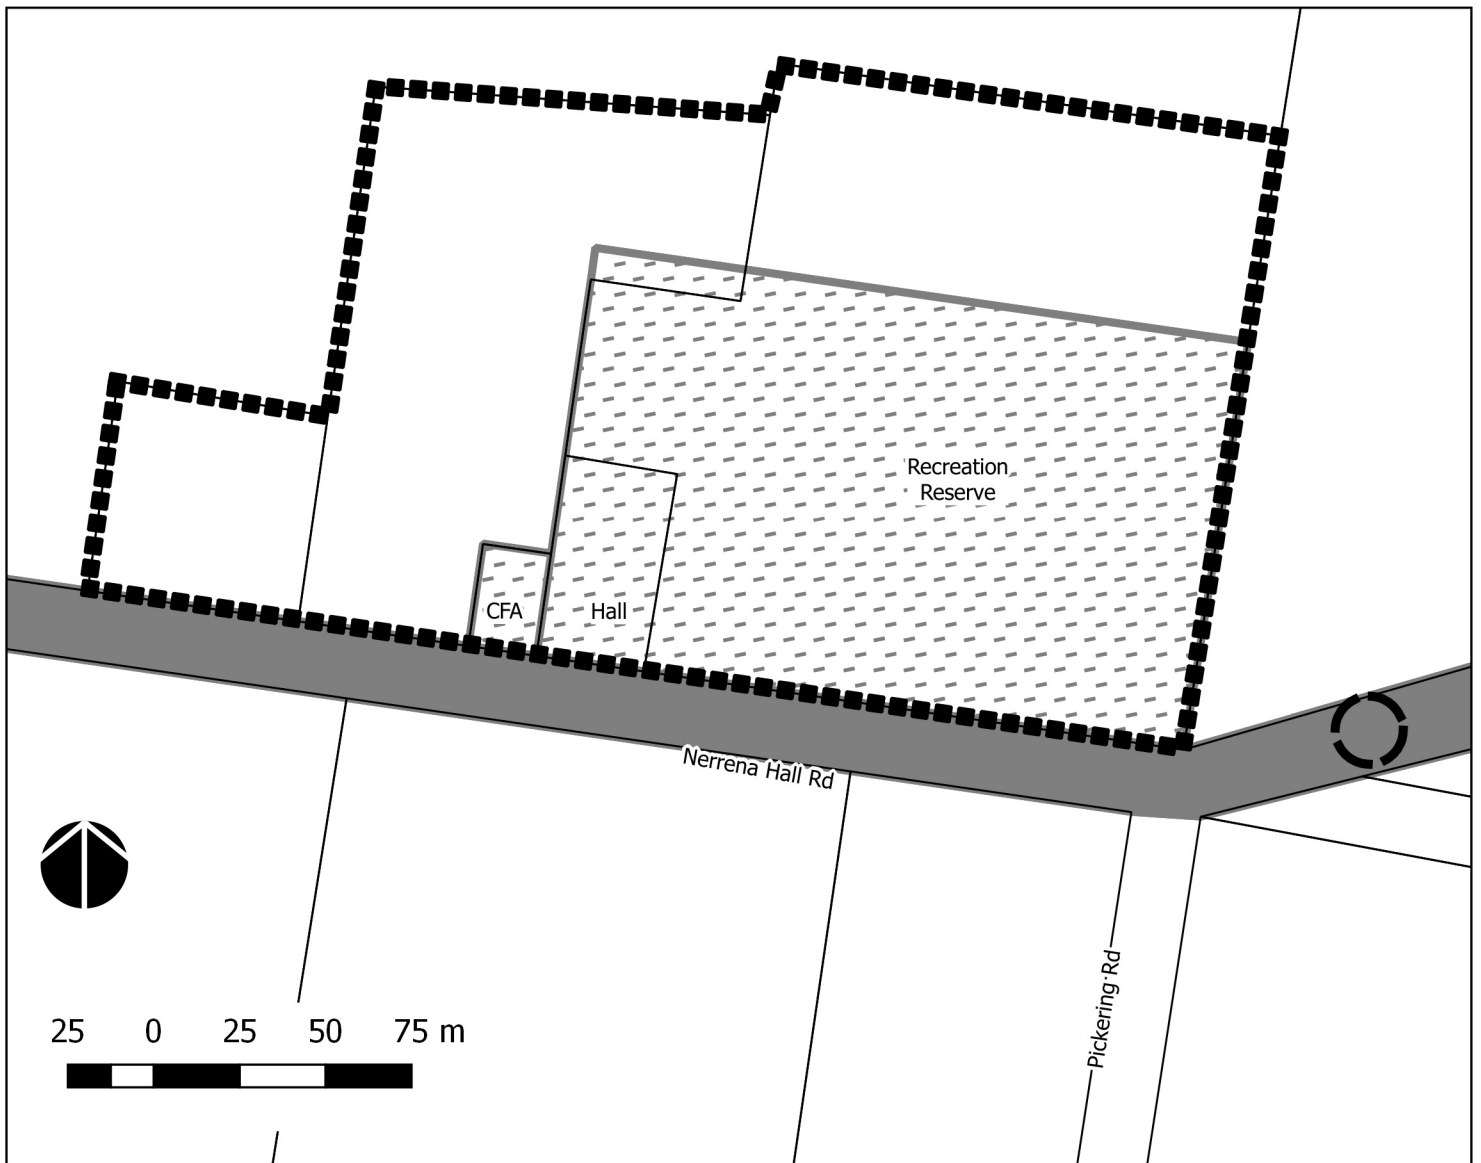 Recreation
Reserve
CFA
Hall
Nerrena Hall Rd
Pickering Rd
25 0 25 50 75 m